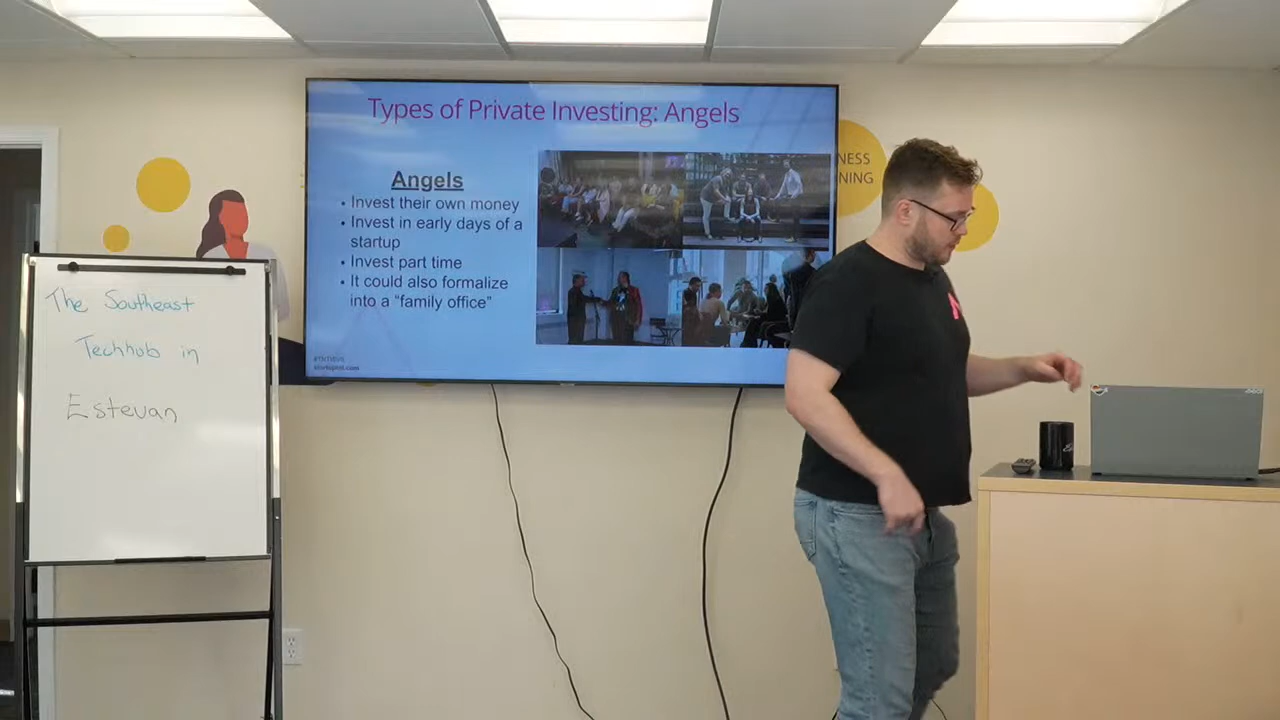 Types of Private Investing: Angels
Angels
• Invest their own money
• Invest in early days of a
startup
• Invest part time
• It could also formalize
into a “family office”
NESS
NING
The Southeast
Techhub in
Estevan